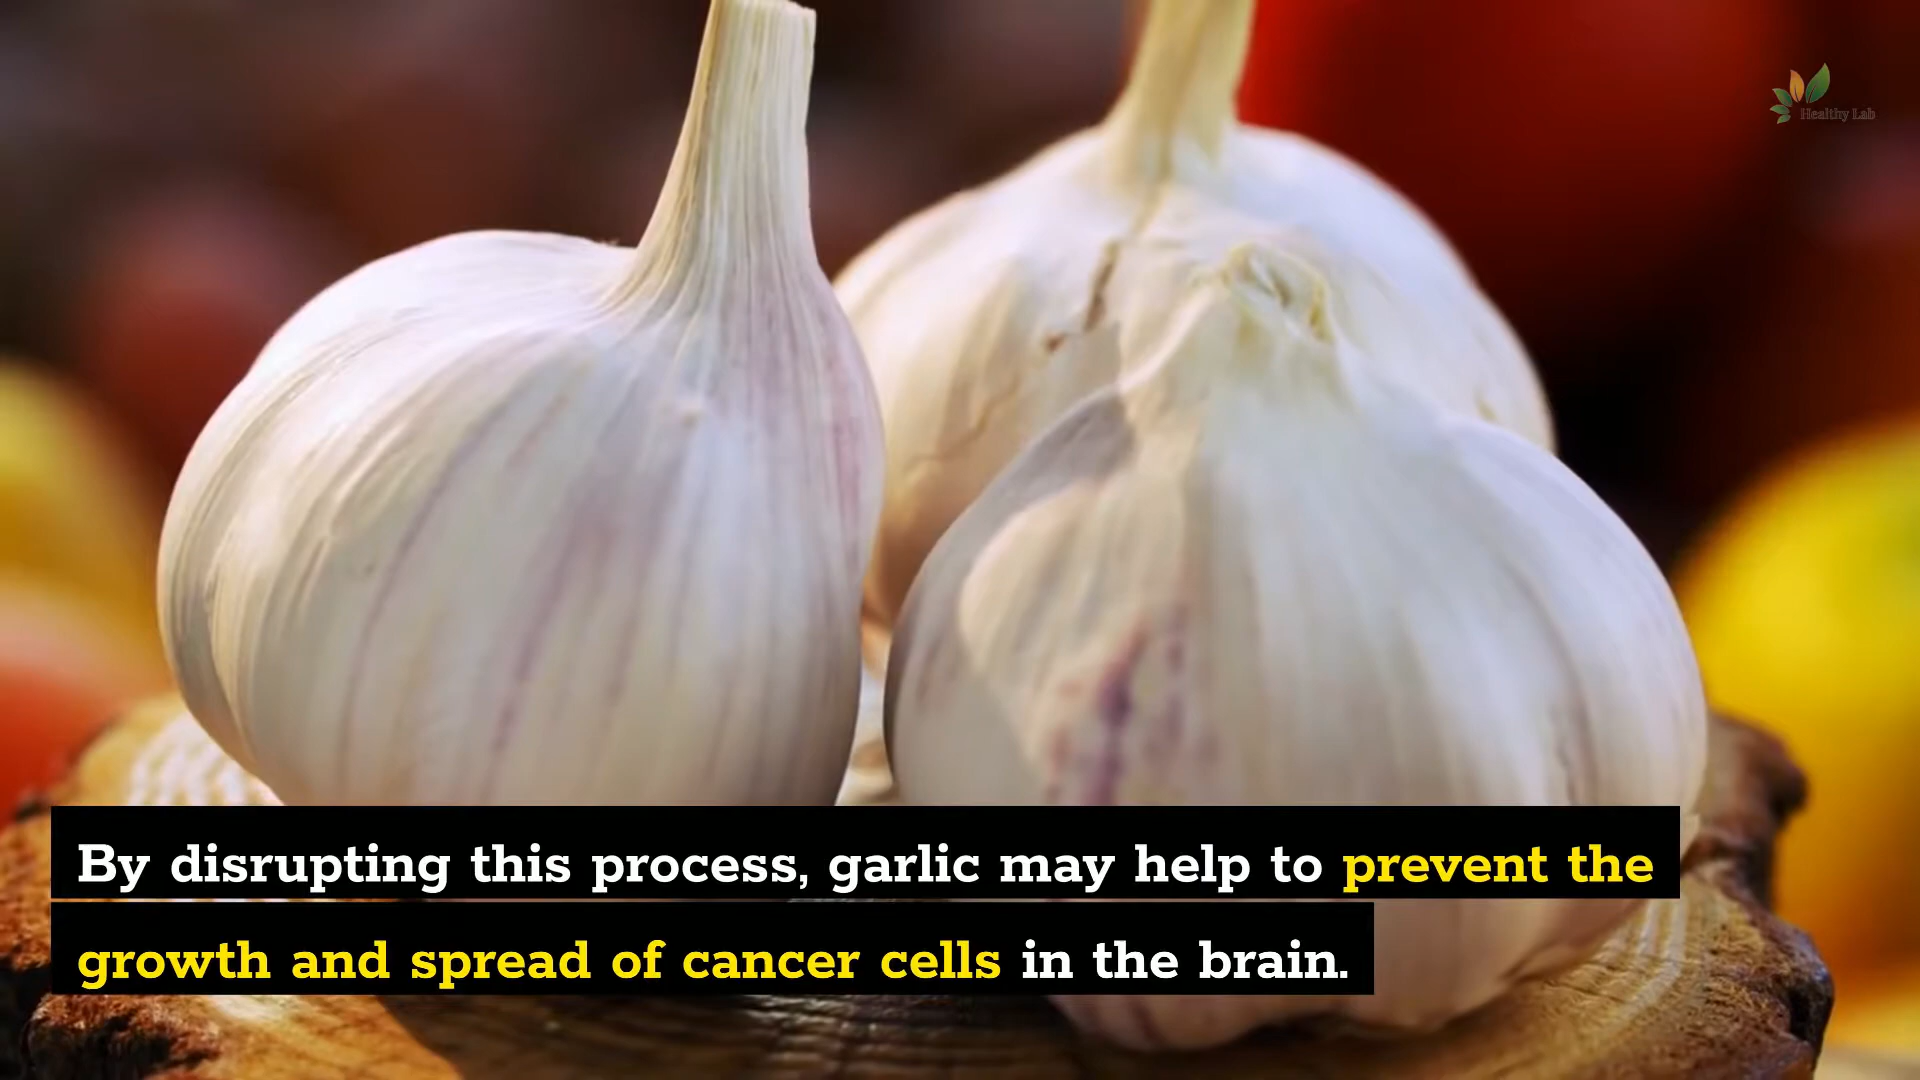 Healthy Lab
By disrupting this process, garlic may help to prevent the
growth and spread of cancer cells in the brain.